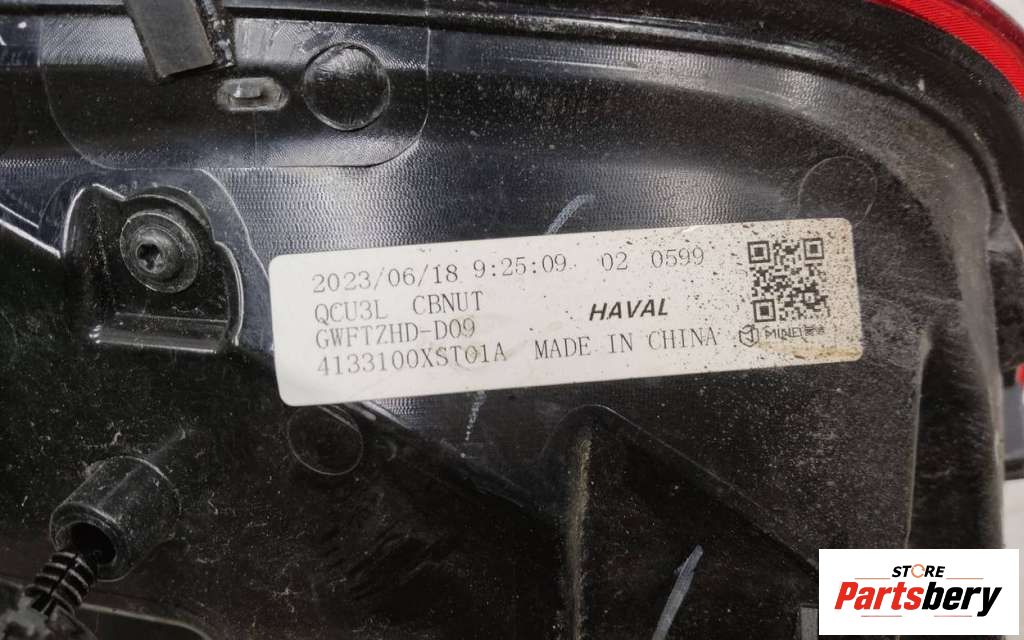 2023/06/18 9:25:09 02 0599
QCU3L CBNUT HAVAL
GWFTZHD-D09
4133100XST01A MADE IN CHINA MINEI
STORE
Partsbery